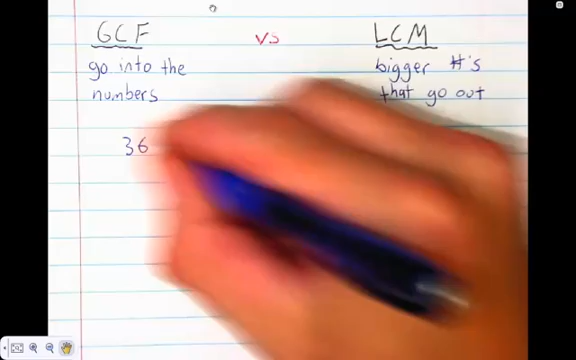 GCF vs LCM
go into the bigger #'s
numbers that go out
36